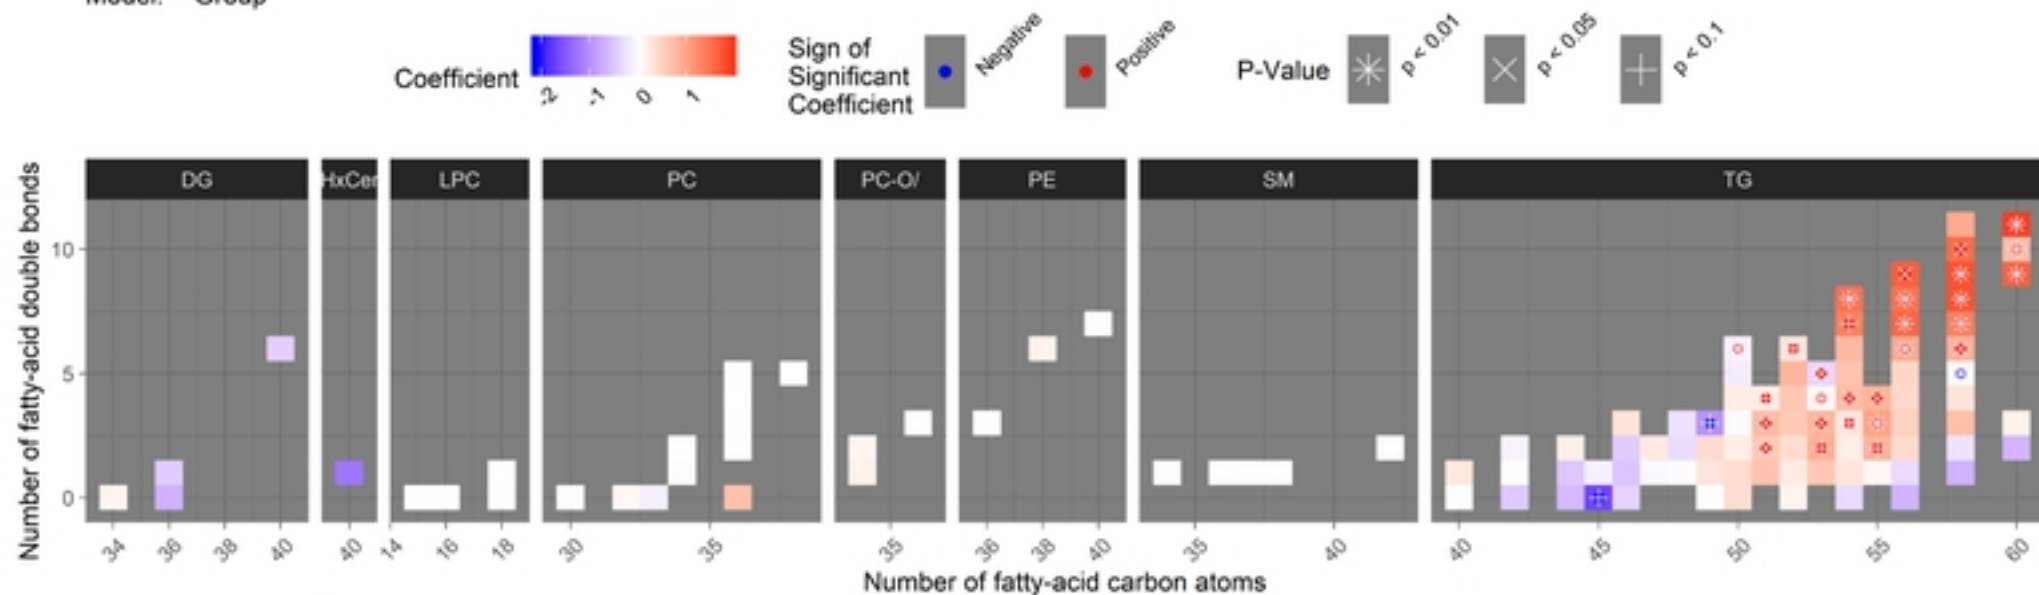 Model: Group
Coefficient
-2 -1 0 1
Sign of
Significant
Coefficient
Negative
Positive
P-Value
p < 0.01
p < 0.05
p < 0.1
DG
HxCer
LPC
PC
PC-O/
PE
SM
TG
Number of fatty-acid double bonds
10
5
0
34 36 38 40 40 14 16 18 30 35 35 36 38 40 35 40 40 45 50 55 60
Number of fatty-acid carbon atoms